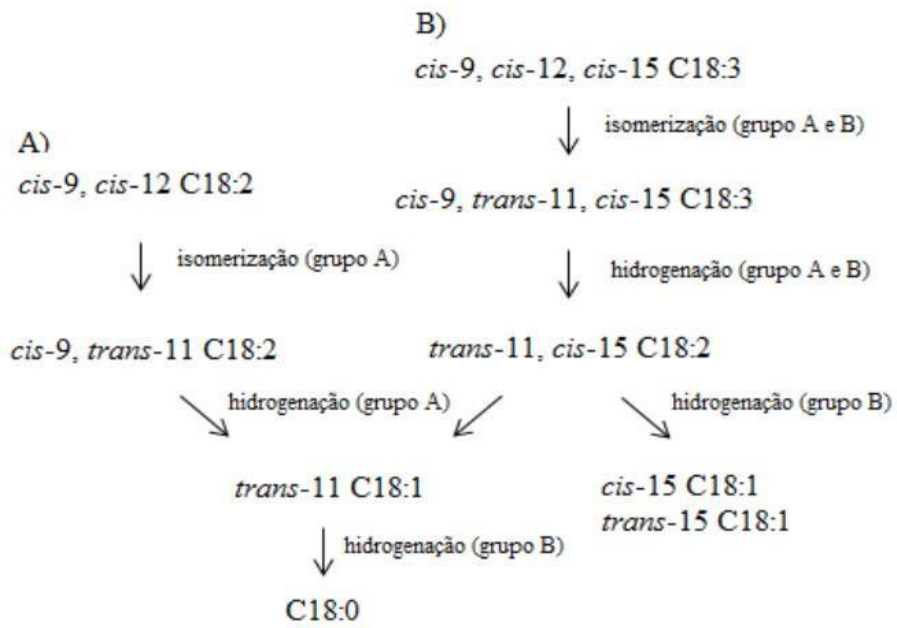 B)
cis-9, cis-12, cis-15 C18:3
isomerização (grupo A e B)
A)
cis-9, cis-12 C18:2
cis-9, trans-11, cis-15 C18:3
isomerização (grupo A)
hidrogenação (grupo A e B)
cis-9, trans-11 C18:2
trans-11, cis-15 C18:2
hidrogenação (grupo A)
hidrogenação (grupo B)
trans-11 C18:1
cis-15 C18:1
trans-15 C18:1
hidrogenação (grupo B)
C18:0